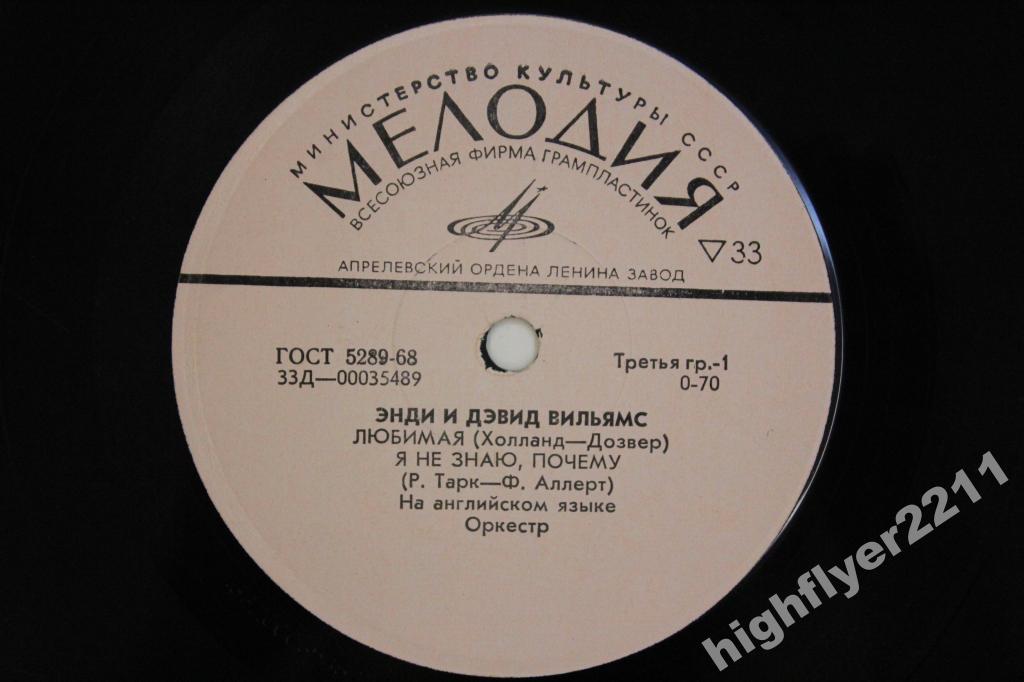 МИНИСТЕРСТВО КУЛЬТУРЫ СССР
МЕЛОДИЯ
ВСЕСОЮЗНАЯ ФИРМА ГРАМПЛАСТИНОК
▽33
АПРЕЛЕВСКИЙ ОРДЕНА ЛЕНИНА ЗАВОД
ГОСТ 5289-68
33Д—00035489
Третья гр.-1
0-70
ЭНДИ И ДЭВИД ВИЛЬЯМС
ЛЮБИМАЯ (Холланд—Дозвер)
Я НЕ ЗНАЮ, ПОЧЕМУ
(Р. Тарк—Ф. Аллерт)
На английском языке
Оркестр
highflyer2211